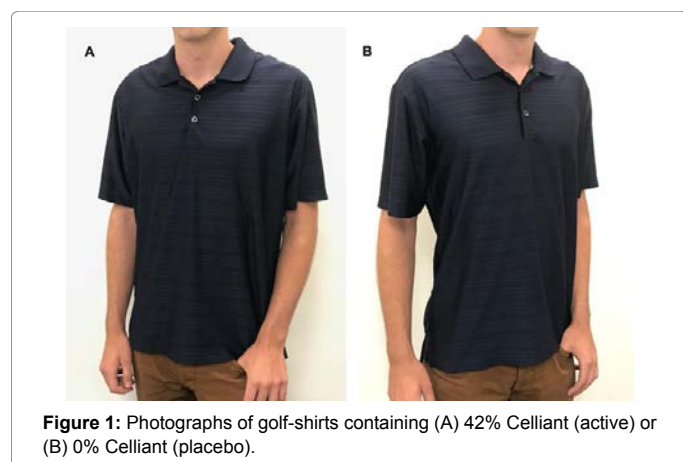 A
B
Figure 1: Photographs of golf-shirts containing (A) 42% Celliant (active) or
(B) 0% Celliant (placebo).